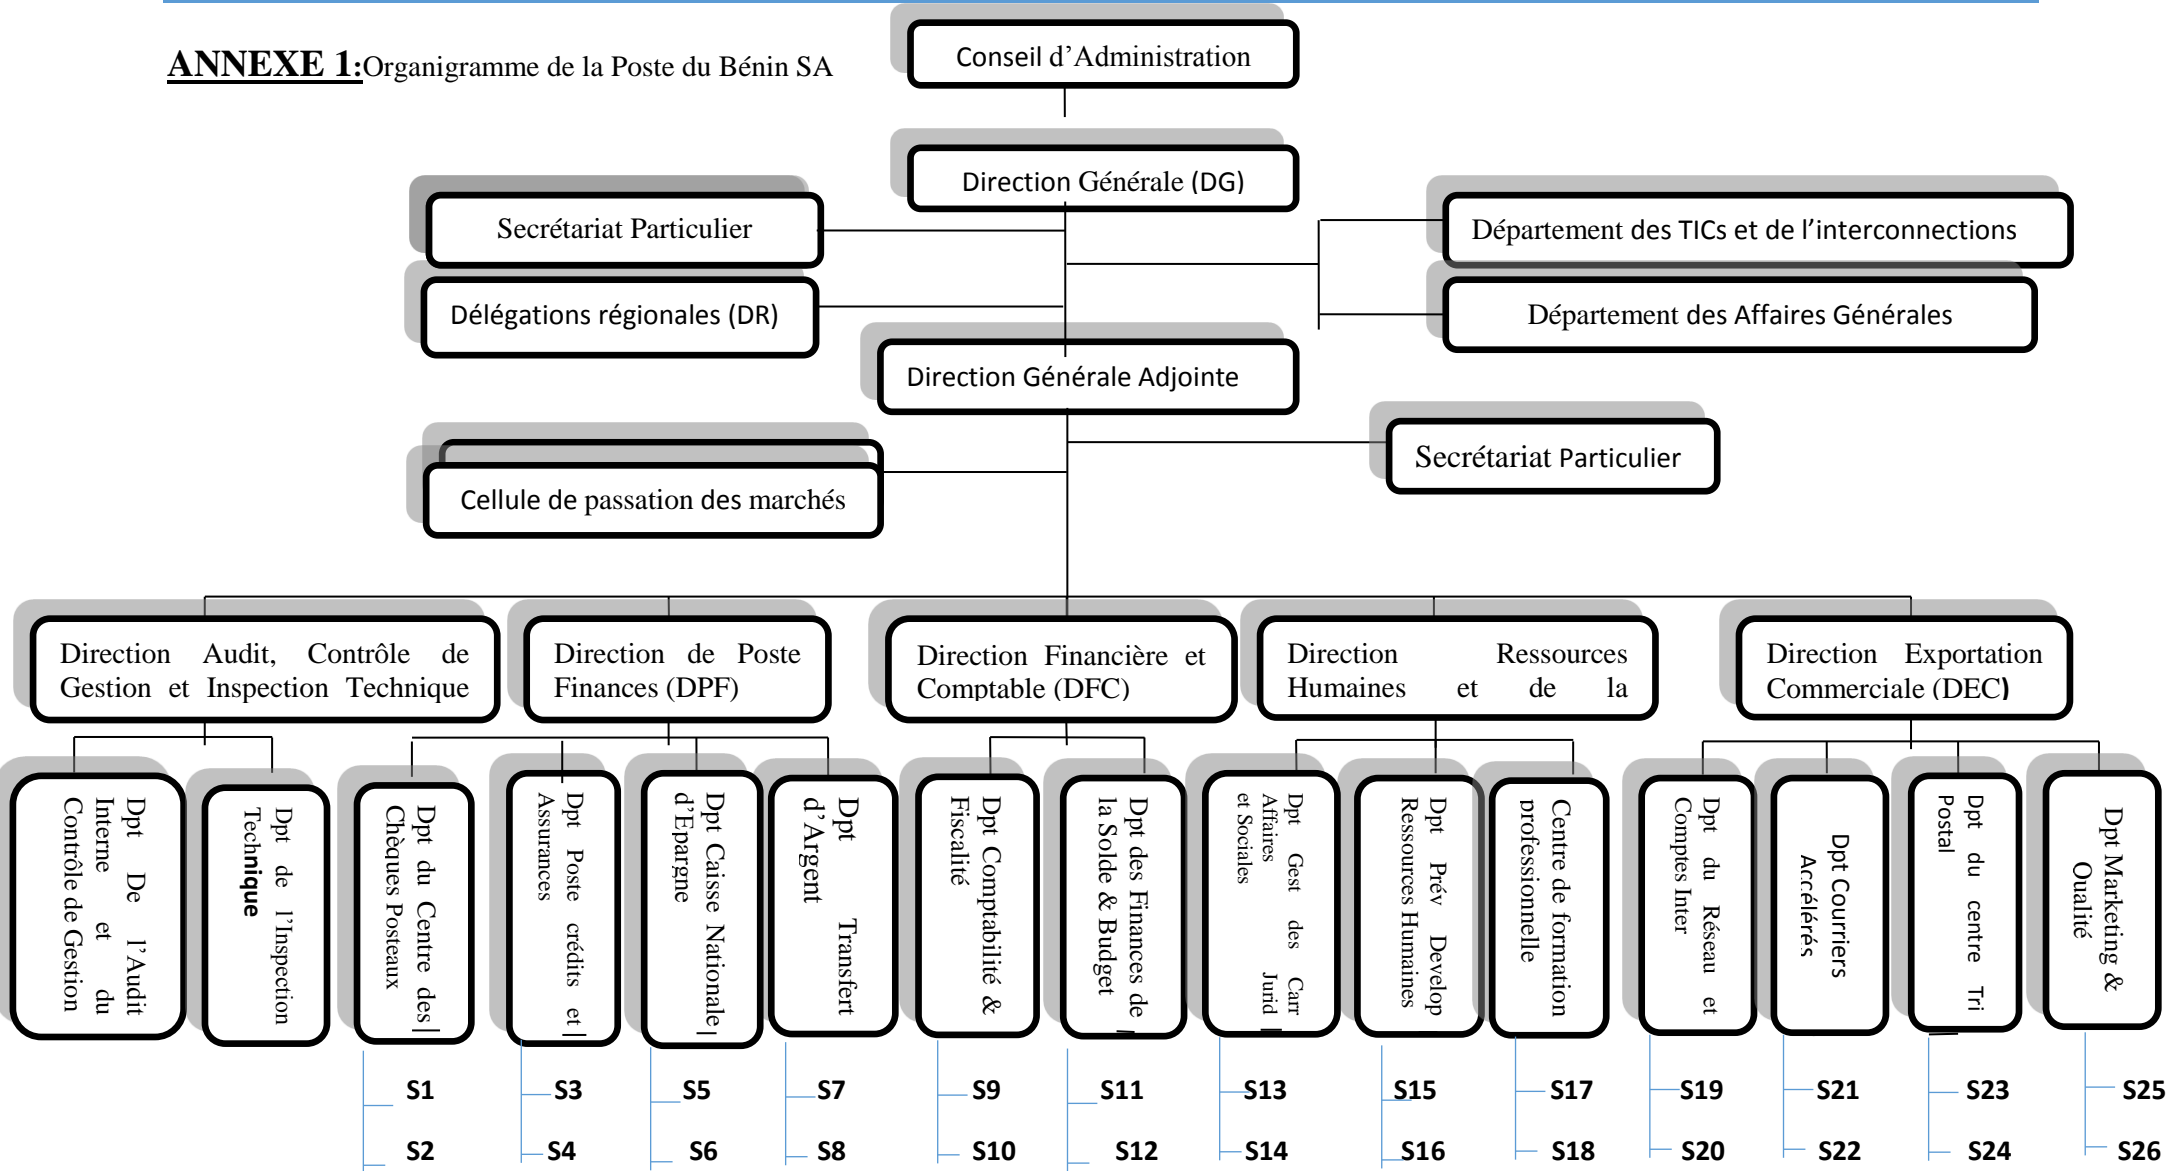 ANNEXE 1:Organigramme de la Poste du Bénin SA
Conseil d'Administration
Direction Générale (DG)
Secrétariat Particulier
Département des TICs et de l'interconnections
Délégations régionales (DR)
Département des Affaires Générales
Direction Générale Adjointe
Secrétariat Particulier
Cellule de passation des marchés
Direction Audit, Contrôle de
Gestion et Inspection Technique
Direction de Poste
Finances (DPF)
Direction Financière et
Comptable (DFC)
Direction Ressources
Humaines et de la
Direction Exportation
Commerciale (DEC)
Dpt De l'Audit
Interne et du
Contrôle de Gestion
Dpt de l'Inspection
Technique
Dpt du Centre des
Chèques Posteaux
Dpt Poste crédits et
Assurances
Dpt Caisse Nationale
d'Epargne
Dpt Transfert
d'Argent
Dpt Comptabilité &
Fiscalité
Dpt des Finances de
la Solde & Budget
Dpt Gest des Carr
Affaires Jurid
et Sociales
Dpt Prév Develop
Ressources Humaines
Centre de formation
professionnelle
Dpt du Réseau et
Comptes Inter
Dpt Courriers
Accélérés
Dpt du centre Tri
Postal
Dpt Marketing &
Qualité
S1 S3 S5 S7 S9 S11 S13 S15 S17 S19 S21 S23 S25
S2 S4 S6 S8 S10 S12 S14 S16 S18 S20 S22 S24 S26